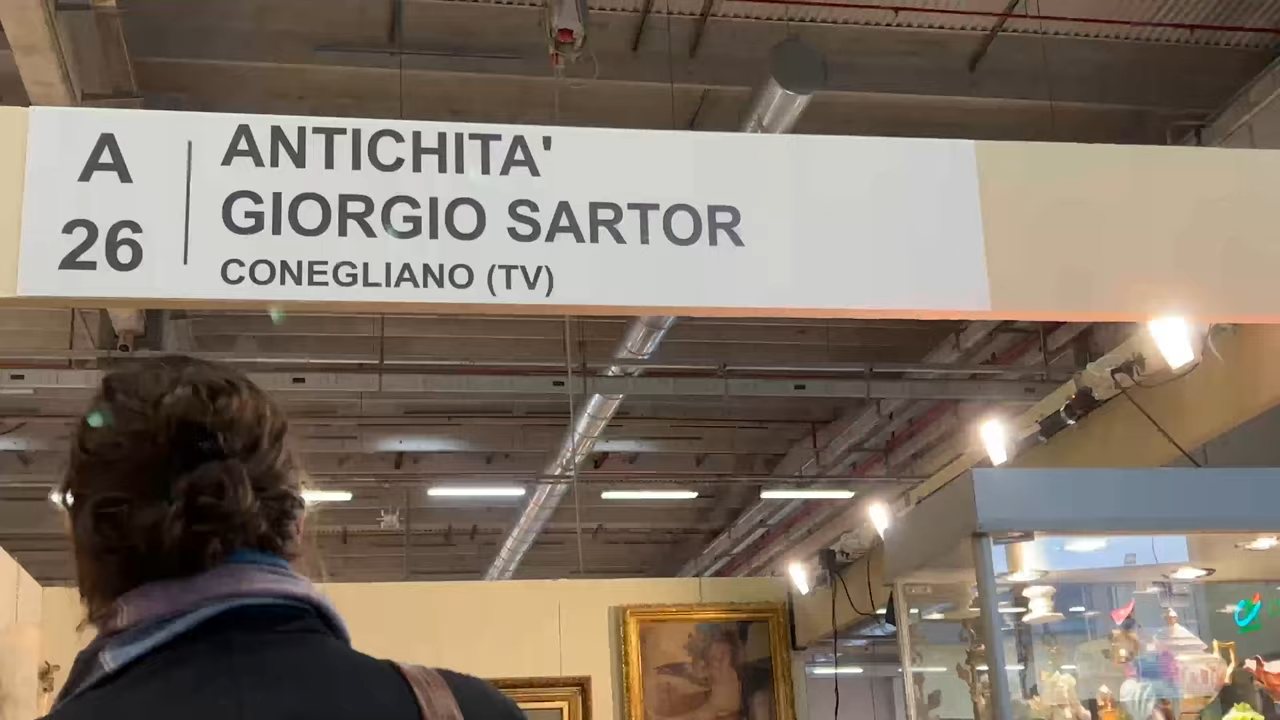 A
26
ANTICHITA'
GIORGIO SARTOR
CONEGLIANO (TV)